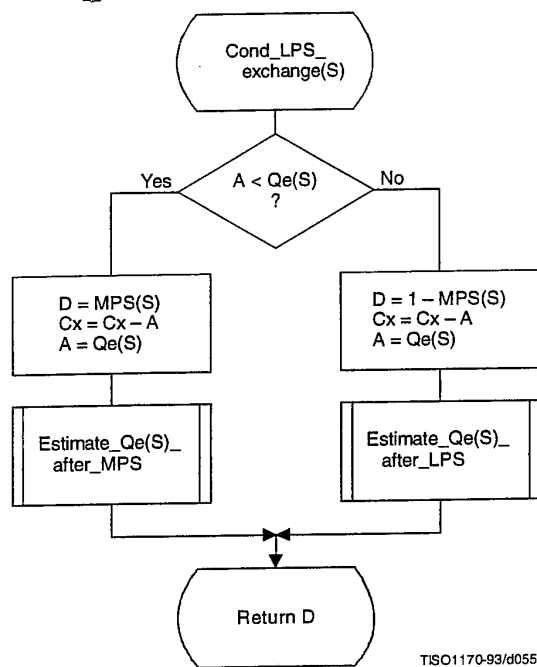 Cond_LPS_
exchange(S)
Yes
A < Qe(S)
?
No
D = MPS(S)
Cx = Cx – A
A = Qe(S)
D = 1 – MPS(S)
Cx = Cx – A
A = Qe(S)
Estimate_Qe(S)_
after_MPS
Estimate_Qe(S)_
after_LPS
Return D
TISO1170-93/d055